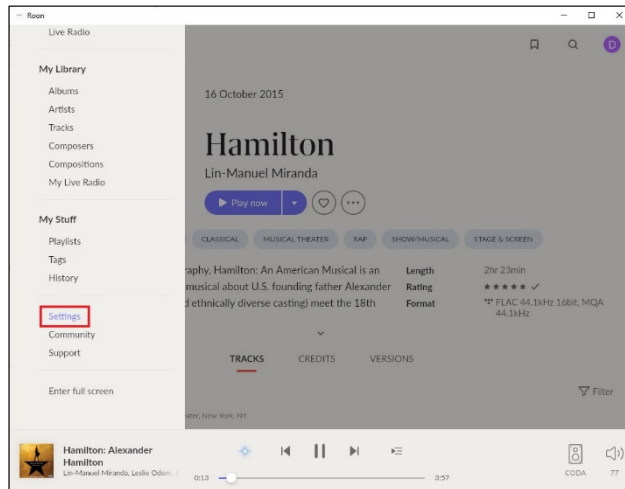 Roon
Live Radio
My Library
Albums
Artists
Tracks
Composers
Compositions
My Live Radio
My Stuff
Playlists
Tags
History
Settings
Community
Support
Enter full screen
D
16 October 2015
Hamilton
Lin-Manuel Miranda
Play now
CLASSICAL MUSICAL THEATER RAP SHOW/MUSICAL STAGE & SCREEN
raphy, Hamilton: An American Musical is an
musical about U.S. founding father Alexander
d ethnically diverse casting) meet the 18th
Length 2hr 23min
Rating
Format FLAC 44.1kHz 16bit, MQA
44.1kHz
TRACKS CREDITS VERSIONS
Filter
ater, New York, NY
Hamilton: Alexander
Hamilton
Lin-Manuel Miranda, Leslie Odom, J
0:13 3:57
CODA 77